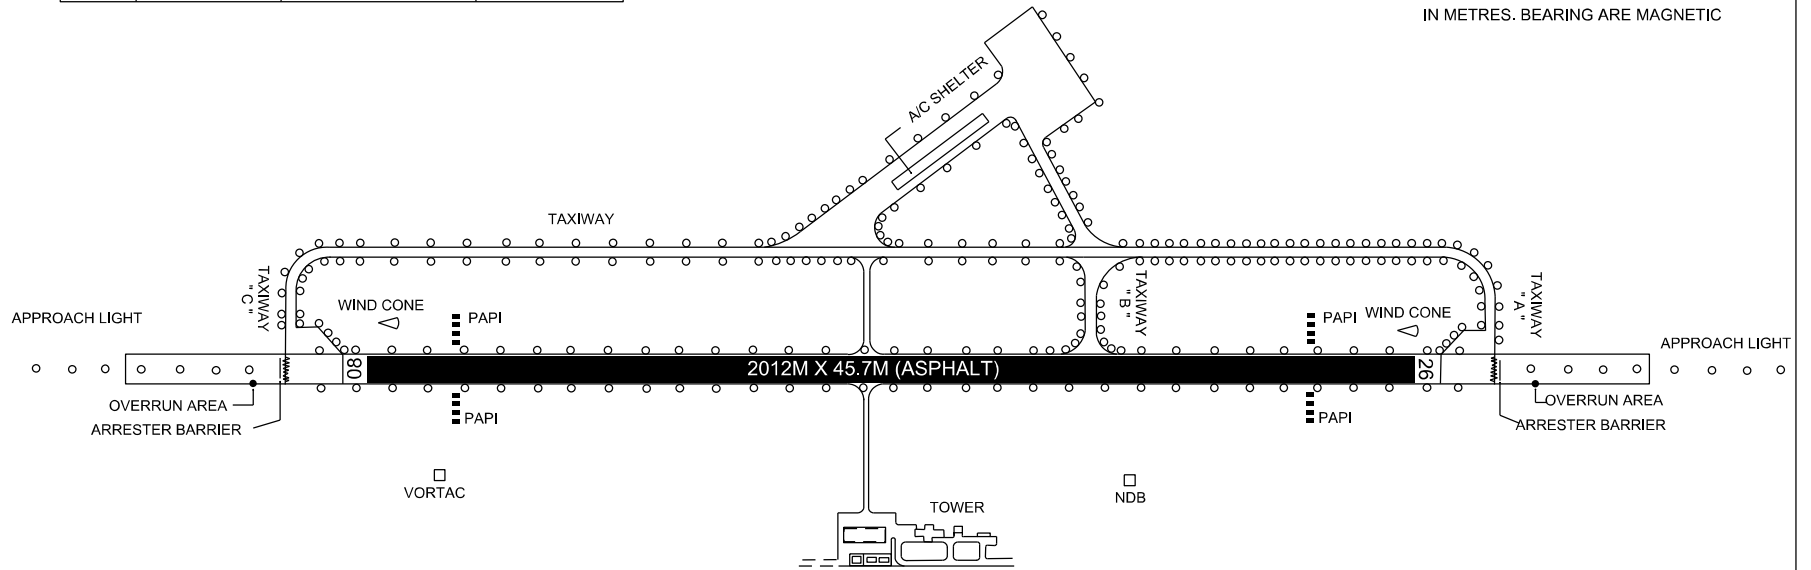 IN METRES. BEARING ARE MAGNETIC
A/C SHELTER
TAXIWAY
TAXIWAY
" C "
WIND CONE
PAPI
TAXIWAY
" B "
PAPI
WIND CONE
TAXIWAY
" A "
APPROACH LIGHT
APPROACH LIGHT
08
2012M X 45.7M (ASPHALT)
26
OVERRUN AREA
PAPI
PAPI
OVERRUN AREA
ARRESTER BARRIER
ARRESTER BARRIER
VORTAC
NDB
TOWER